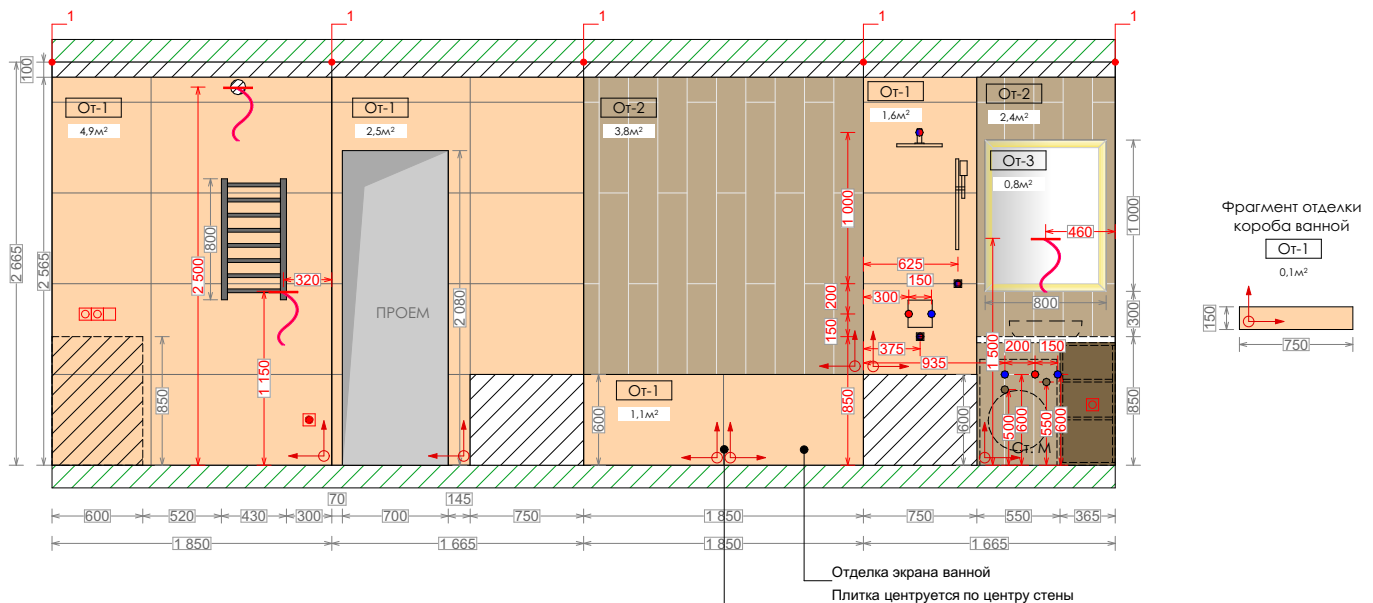 1 1 1 1 1
100
От-1 От-1 От-2 От-1 От-2
4,9м² 2,5м² 3,8м² 1,6м² 2,4м²
От-3
0,8м²
2 665
2 565
2 500
800
320
1 150
850
ПРОЕМ
2 080
600
От-1
1,1м²
1 000
200
150
850
625
150
300
375
935
600
460
800
1 500
200 150
500
600
550
600
Ст. М
1 000
300
850
Фрагмент отделки
короба ванной
От-1
0,1м²
150
750
70 145
600 520 430 300 700 750 1 850 750 550 365
1 850 1 665 1 850 1 665
Отделка экрана ванной
Плитка центруется по центру стены